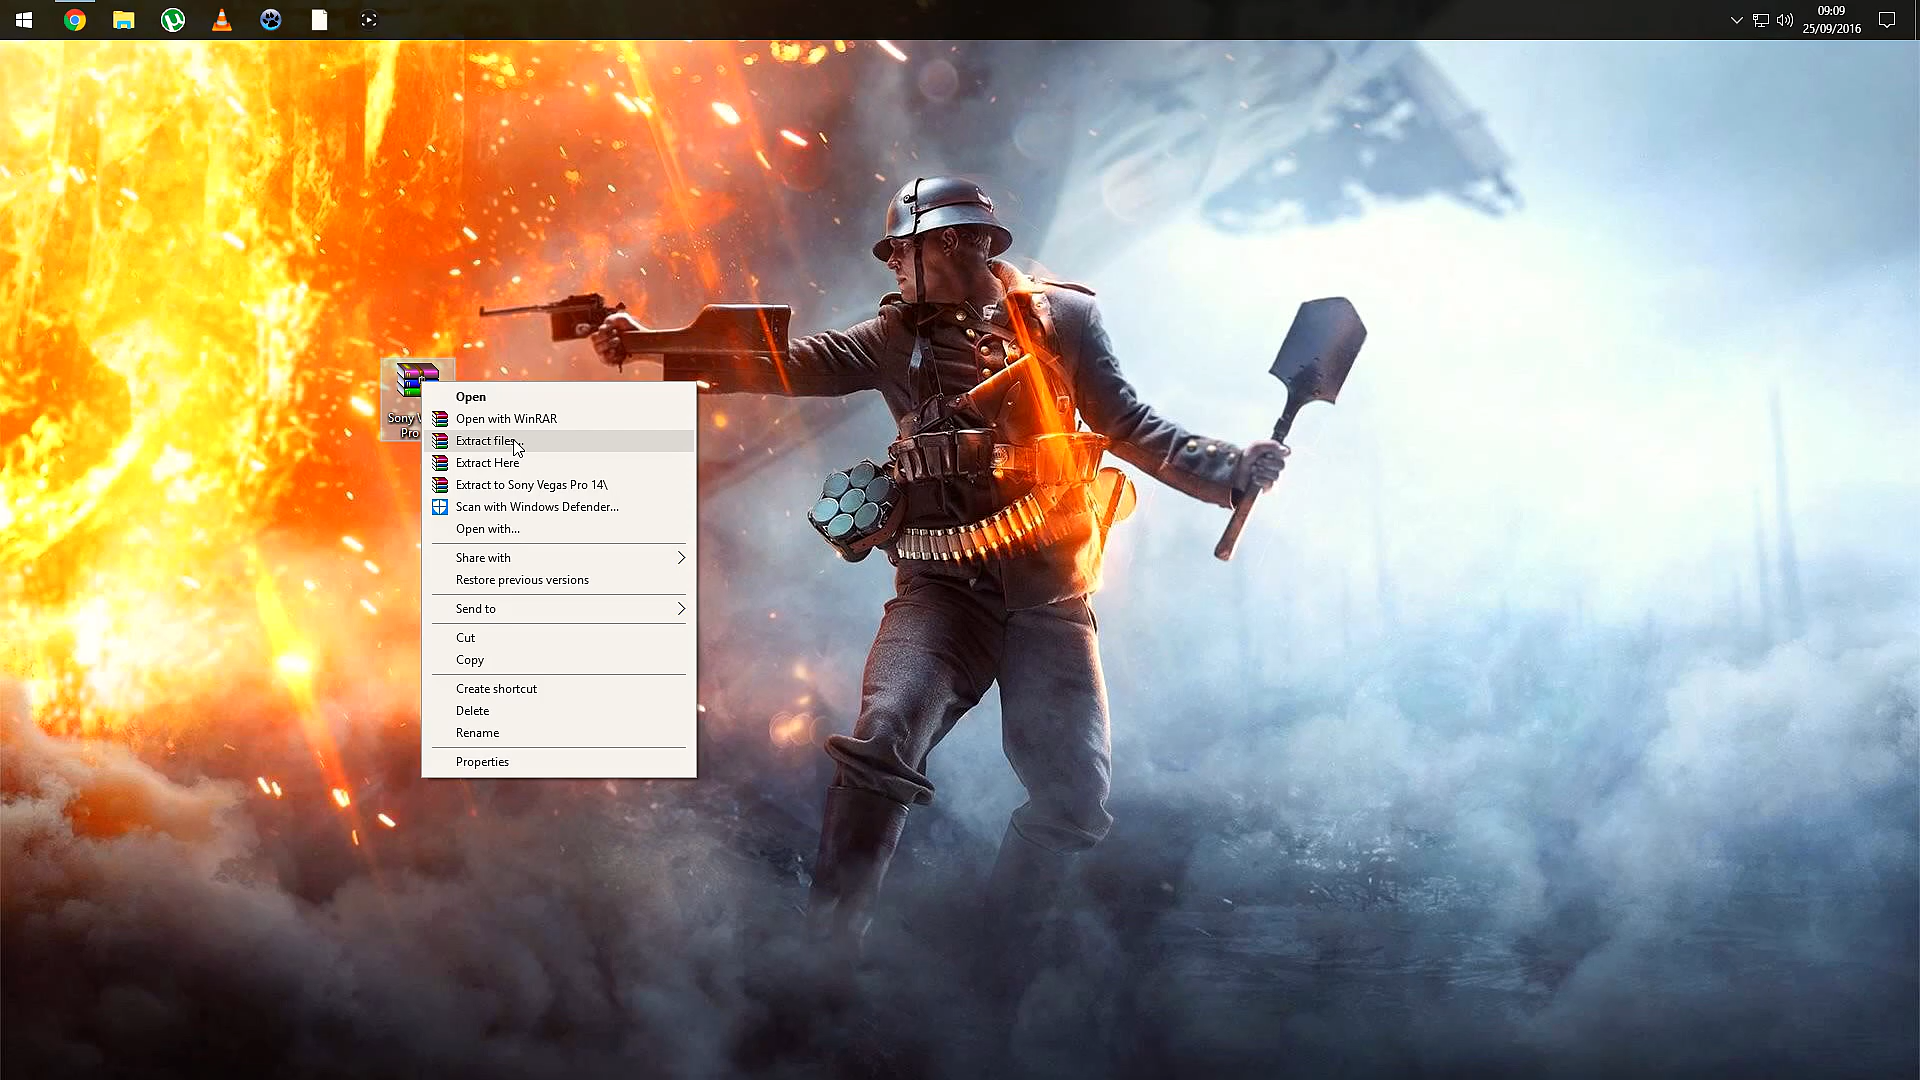 09:09
25/09/2016
Sony
Pro
Open
Open with WinRAR
Extract files...
Extract Here
Extract to Sony Vegas Pro 14\
Scan with Windows Defender...
Open with...
Share with
Restore previous versions
Send to
Cut
Copy
Create shortcut
Delete
Rename
Properties